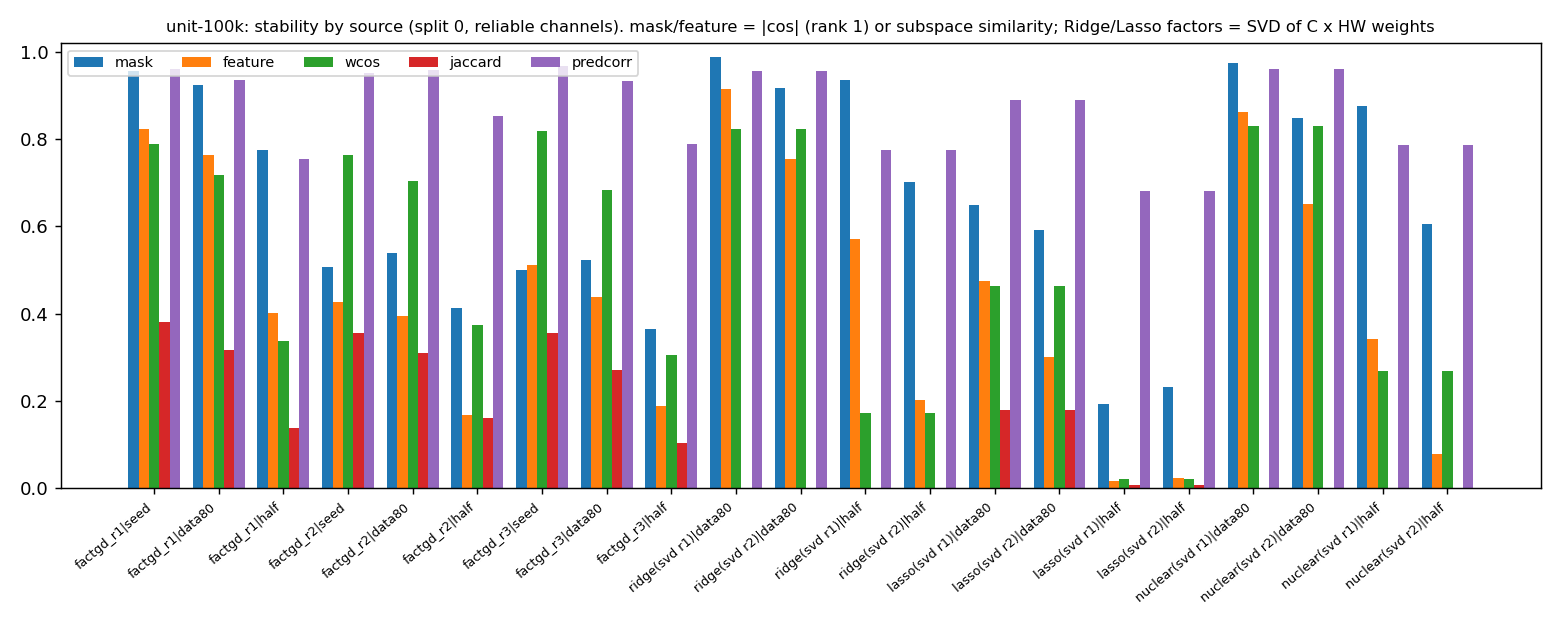 unit-100k: stability by source (split 0, reliable channels). mask/feature = |cos| (rank 1) or subspace similarity; Ridge/Lasso factors = SVD of C x HW weights
mask feature wcos jaccard predcorr
1.0
0.8
0.6
0.4
0.2
0.0
factgd_r1|seed
factgd_r1|data80
factgd_r1|half
factgd_r2|seed
factgd_r2|data80
factgd_r2|half
factgd_r3|seed
factgd_r3|data80
factgd_r3|half
ridge(svd r1)|data80
ridge(svd r2)|data80
ridge(svd r1)|half
ridge(svd r2)|half
lasso(svd r1)|data80
lasso(svd r2)|data80
lasso(svd r1)|half
lasso(svd r2)|half
nuclear(svd r1)|data80
nuclear(svd r2)|data80
nuclear(svd r1)|half
nuclear(svd r2)|half